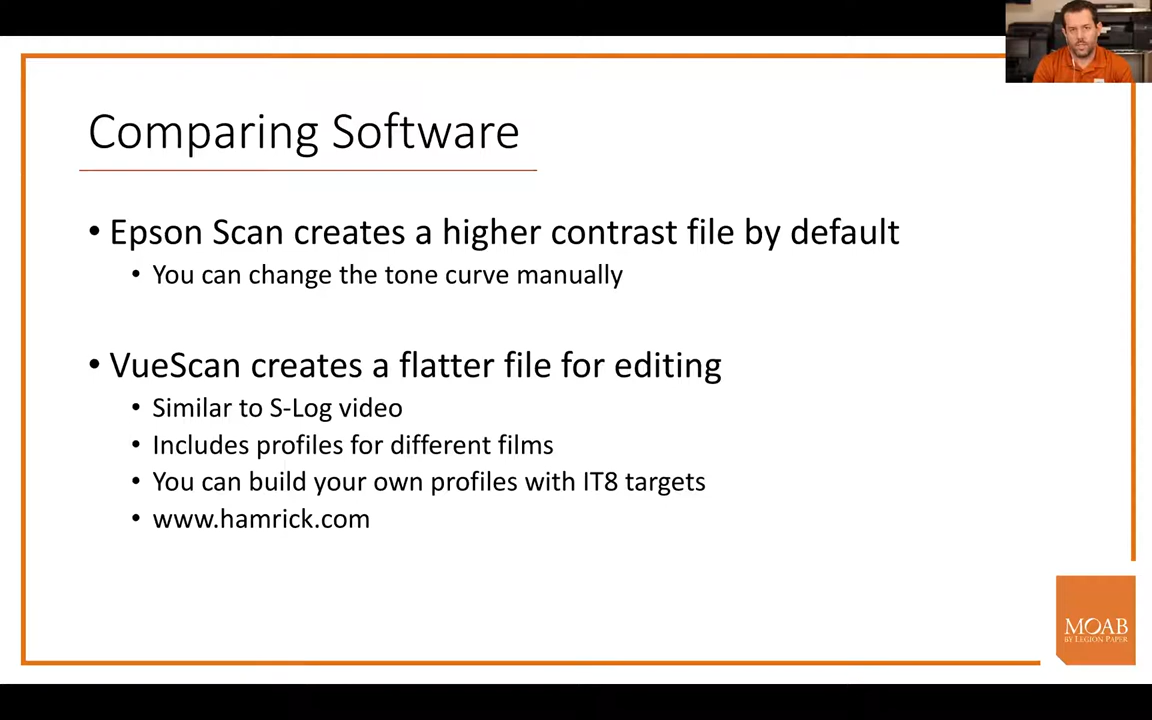 Comparing Software
• Epson Scan creates a higher contrast file by default
• You can change the tone curve manually
• VueScan creates a flatter file for editing
• Similar to S-Log video
• Includes profiles for different films
• You can build your own profiles with IT8 targets
• www.hamrick.com
MOAB
BY LEGION PAPER